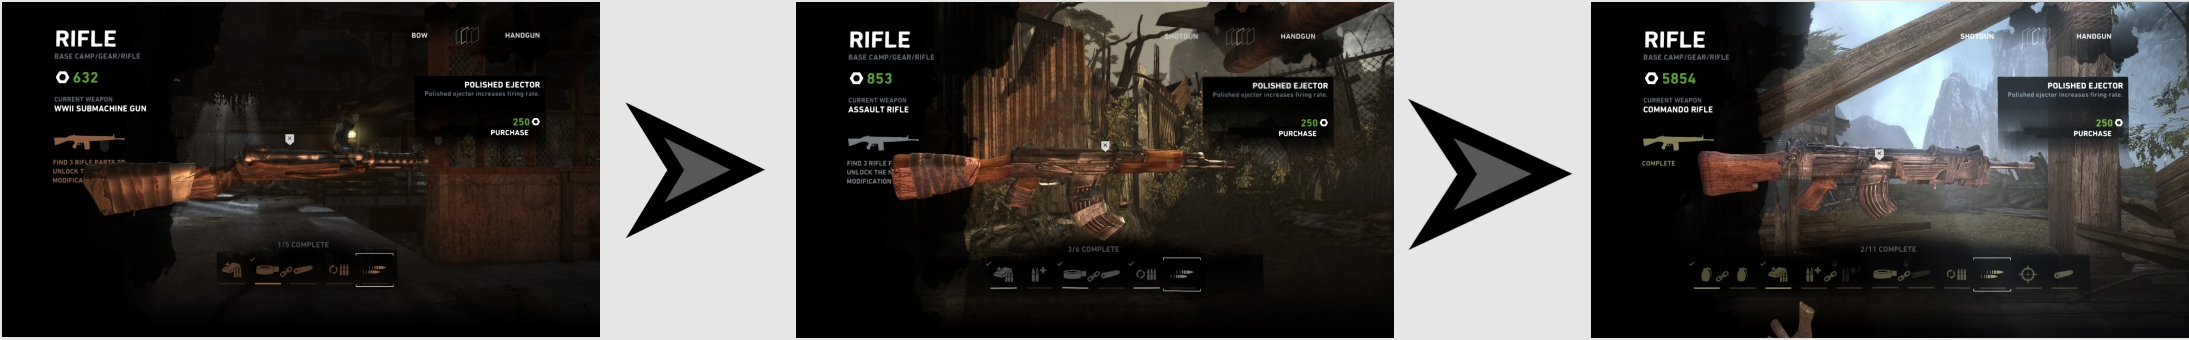 RIFLE
BASE CAMP/GEAR/RIFLE
632
CURRENT WEAPON
WWII SUBMACHINE GUN
FIND 3 RIFLE PARTS TO
UNLOCK T
MODIFICA
BOW
HANDGUN
POLISHED EJECTOR
Polished ejector increases firing rate.
250
PURCHASE
1/5 COMPLETE
RIFLE
BASE CAMP/GEAR/RIFLE
853
CURRENT WEAPON
ASSAULT RIFLE
FIND 3 RIFLE P
UNLOCK THE N
MODIFICATION
SHOTGUN
HANDGUN
POLISHED EJECTOR
Polished ejector increases firing rate.
250
PURCHASE
3/6 COMPLETE
RIFLE
BASE CAMP/GEAR/RIFLE
5854
CURRENT WEAPON
COMMANDO RIFLE
COMPLETE
SHOTGUN
HANDGUN
POLISHED EJECTOR
Polished ejector increases firing rate.
250
PURCHASE
2/11 COMPLETE